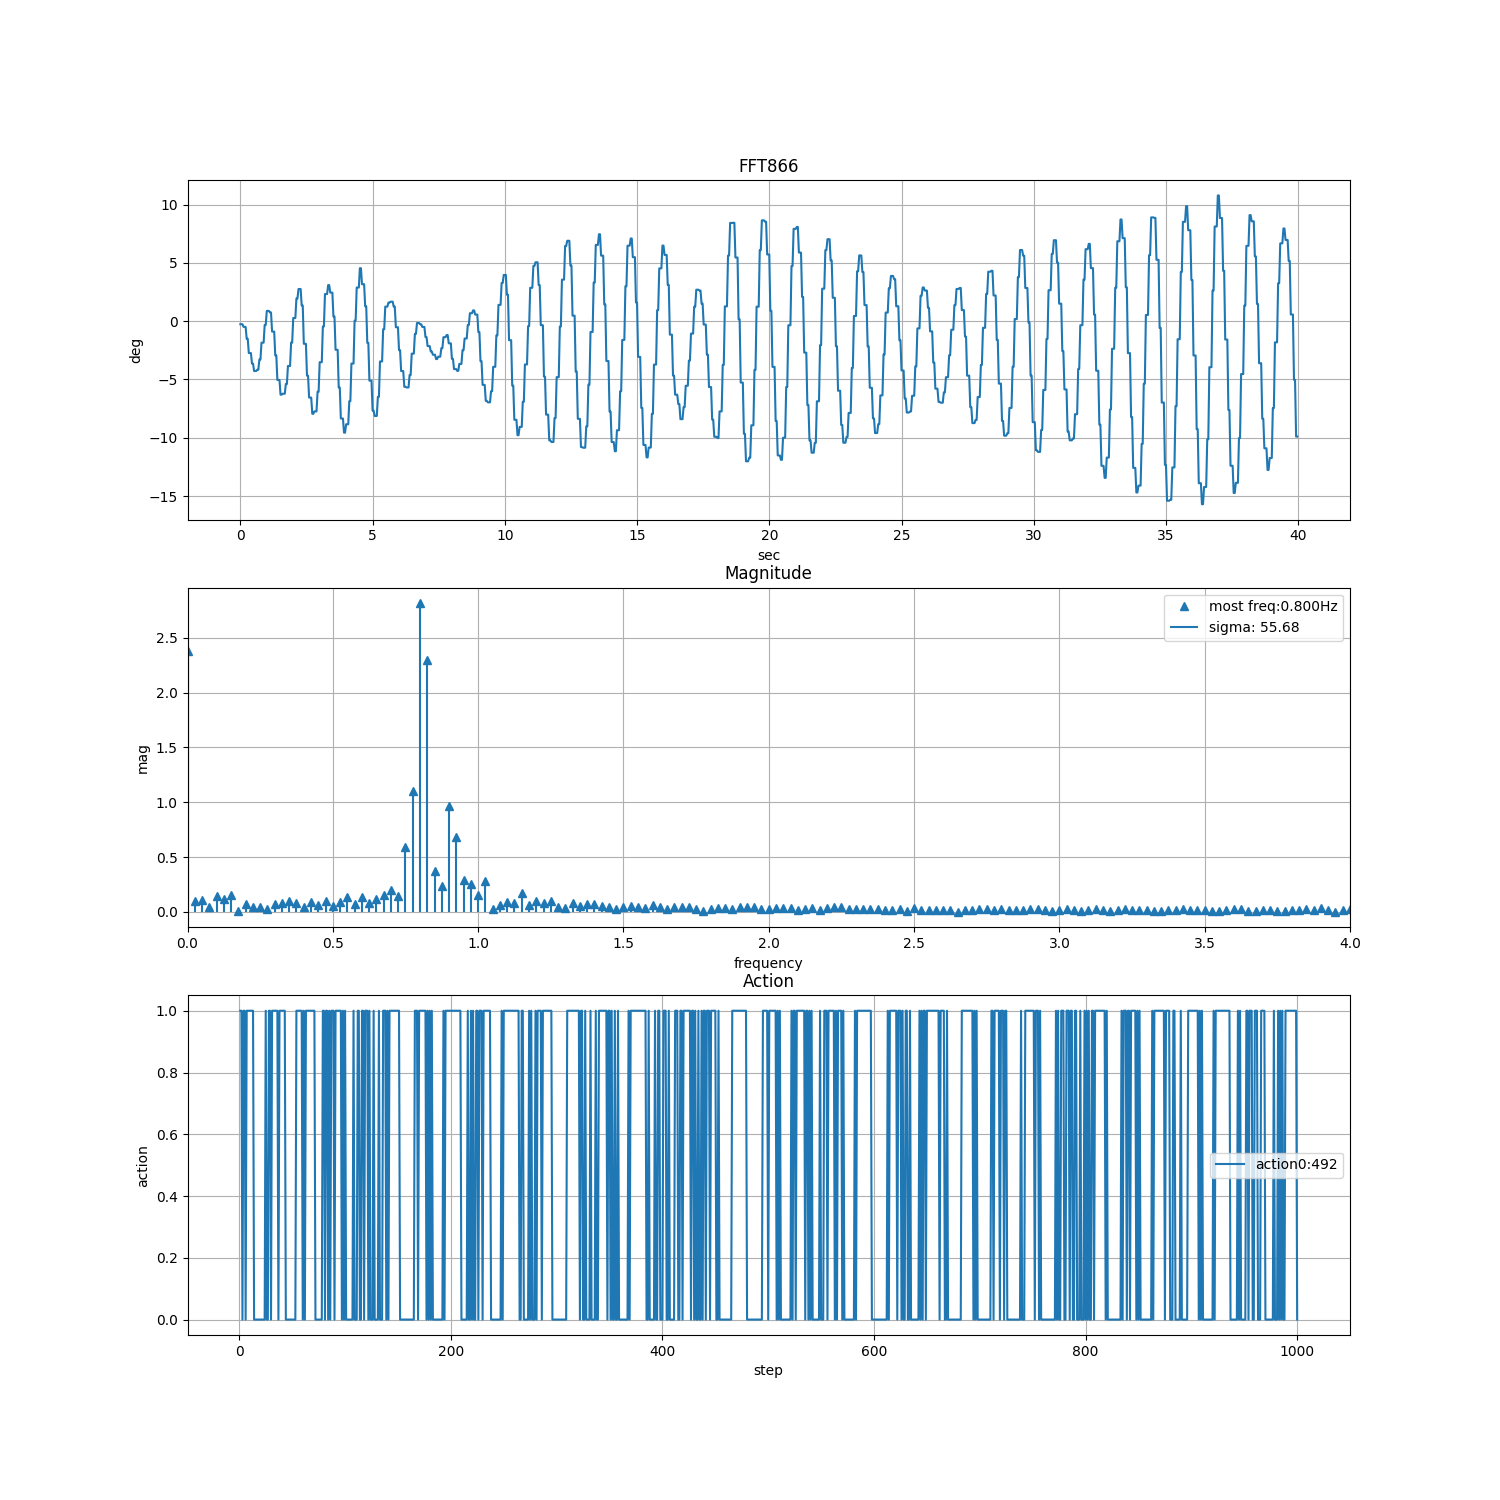 FFT866
10
5
0
−5
−10
−15
deg
0 5 10 15 20 25 30 35 40
sec
Magnitude
most freq:0.800Hz
sigma: 55.68
2.5
2.0
1.5
1.0
0.5
0.0
mag
0.0 0.5 1.0 1.5 2.0 2.5 3.0 3.5 4.0
frequency
Action
1.0
0.8
0.6
0.4
0.2
0.0
action
action0:492
0 200 400 600 800 1000
step